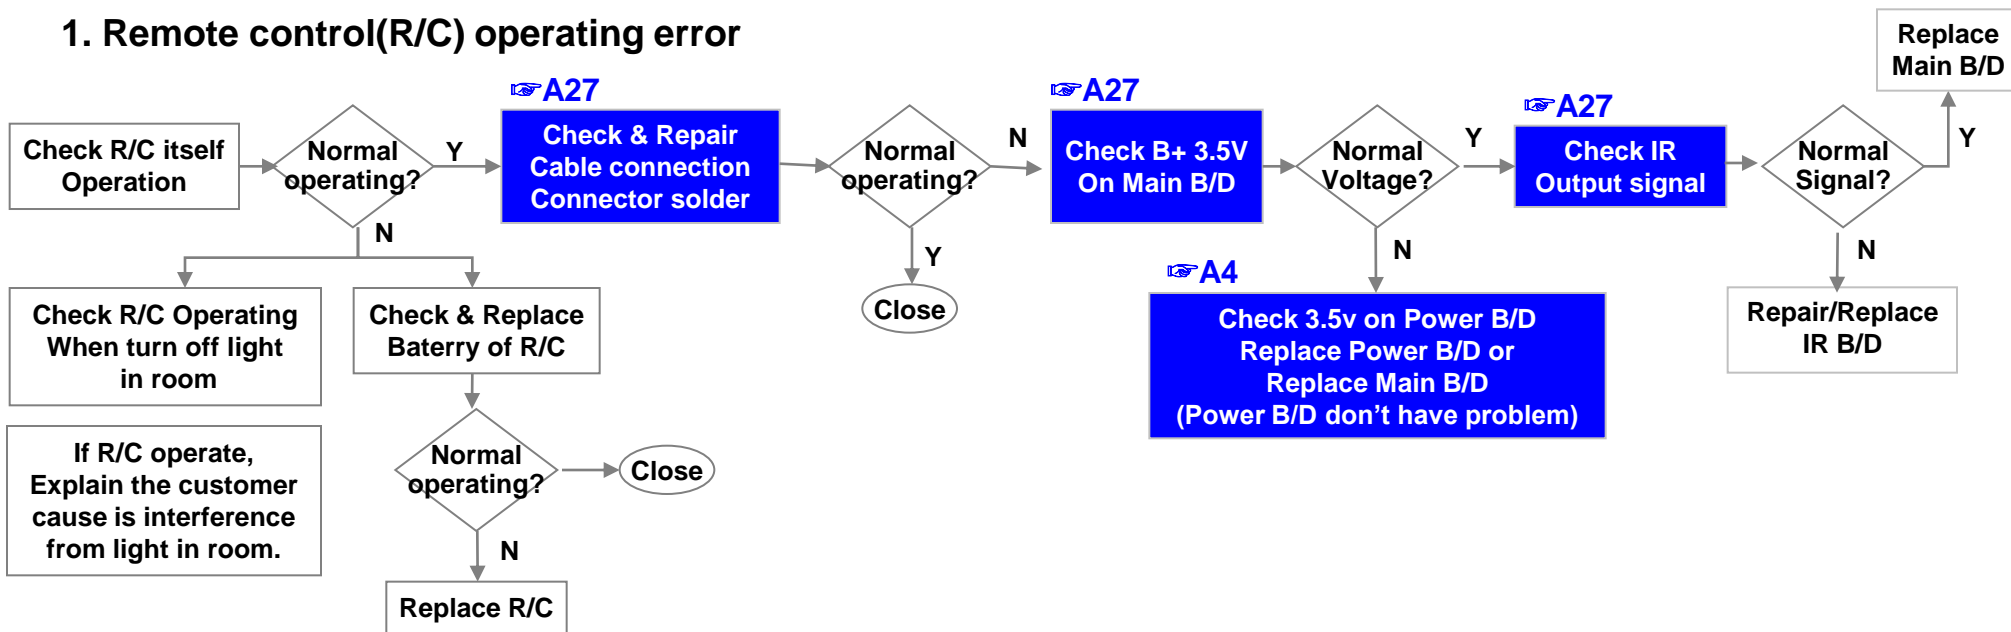 1. Remote control(R/C) operating error
Replace
Main B/D
☞A27
☞A27
☞A27
Check R/C itself
Operation
Normal
operating?
Y
Check & Repair
Cable connection
Connector solder
Normal
operating?
N
Check B+ 3.5V
On Main B/D
Normal
Voltage?
Y
Check IR
Output signal
Normal
Signal?
Y
N
Y
Close
N
N
☞A4
Check R/C Operating
When turn off light
in room
Check & Replace
Baterry of R/C
Check 3.5v on Power B/D
Replace Power B/D or
Replace Main B/D
(Power B/D don't have problem)
Repair/Replace
IR B/D
If R/C operate,
Explain the customer
cause is interference
from light in room.
Normal
operating?
Close
N
Replace R/C